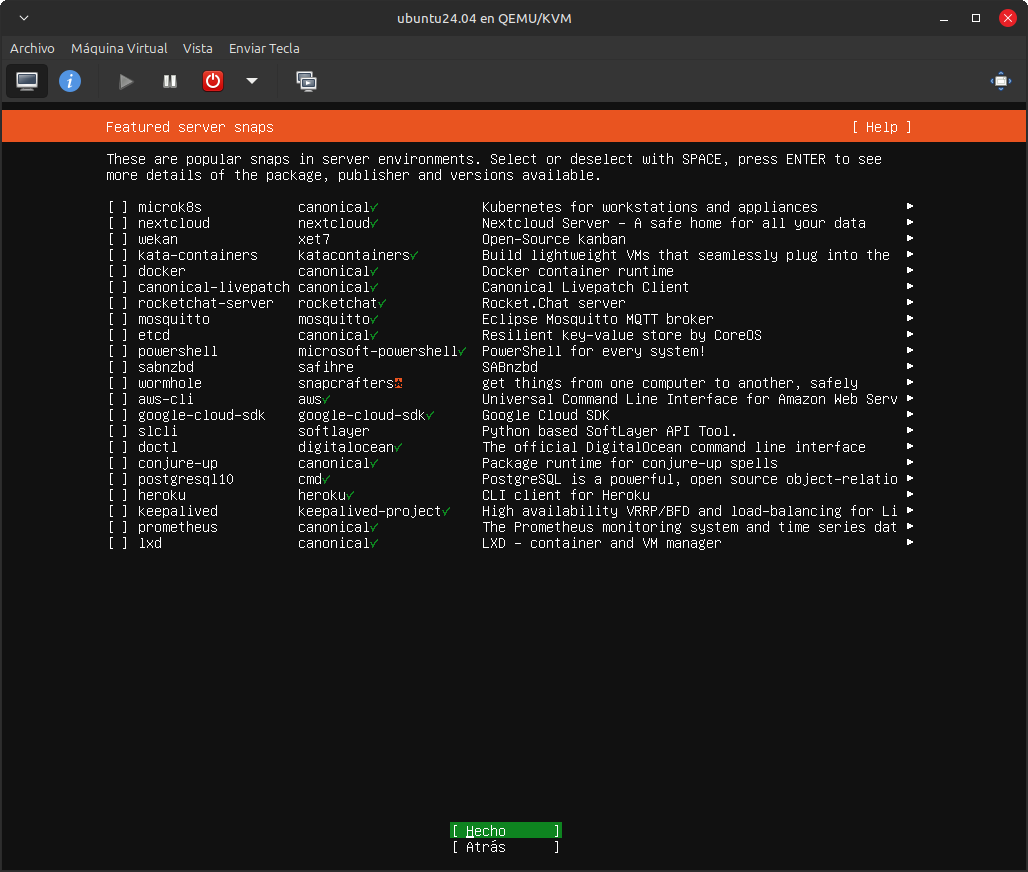 ubuntu24.04 en QEMU/KVM
Archivo Máquina Virtual Vista Enviar Tecla
Featured server snaps [ Help ]
These are popular snaps in server environments. Select or deselect with SPACE, press ENTER to see
more details of the package, publisher and versions available.
[ ] microk8s canonical✓ Kubernetes for workstations and appliances ▸
[ ] nextcloud nextcloud✓ Nextcloud Server - A safe home for all your data ▸
[ ] wekan xet7 Open-Source kanban ▸
[ ] kata-containers katacontainers✓ Build lightweight VMs that seamlessly plug into the ▸
[ ] docker canonical✓ Docker container runtime ▸
[ ] canonical-livepatch canonical✓ Canonical Livepatch Client ▸
[ ] rocketchat-server rocketchat✓ Rocket.Chat server ▸
[ ] mosquitto mosquitto✓ Eclipse Mosquitto MQTT broker ▸
[ ] etcd canonical✓ Resilient key-value store by CoreOS ▸
[ ] powershell microsoft-powershell✓ PowerShell for every system! ▸
[ ] sabnzbd safihre SABnzbd ▸
[ ] wormhole snapcrafters get things from one computer to another, safely ▸
[ ] aws-cli aws✓ Universal Command Line Interface for Amazon Web Serv ▸
[ ] google-cloud-sdk google-cloud-sdk✓ Google Cloud SDK ▸
[ ] slcli softlayer Python based SoftLayer API Tool. ▸
[ ] doctl digitalocean✓ The official DigitalOcean command line interface ▸
[ ] conjure-up canonical✓ Package runtime for conjure-up spells ▸
[ ] postgresql10 cmd✓ PostgreSQL is a powerful, open source object-relatio ▸
[ ] heroku heroku✓ CLI client for Heroku ▸
[ ] keepalived keepalived-project✓ High availability VRRP/BFD and load-balancing for Li ▸
[ ] prometheus canonical✓ The Prometheus monitoring system and time series dat ▸
[ ] lxd canonical✓ LXD - container and VM manager ▸
[ Hecho ]
[ Atrás ]